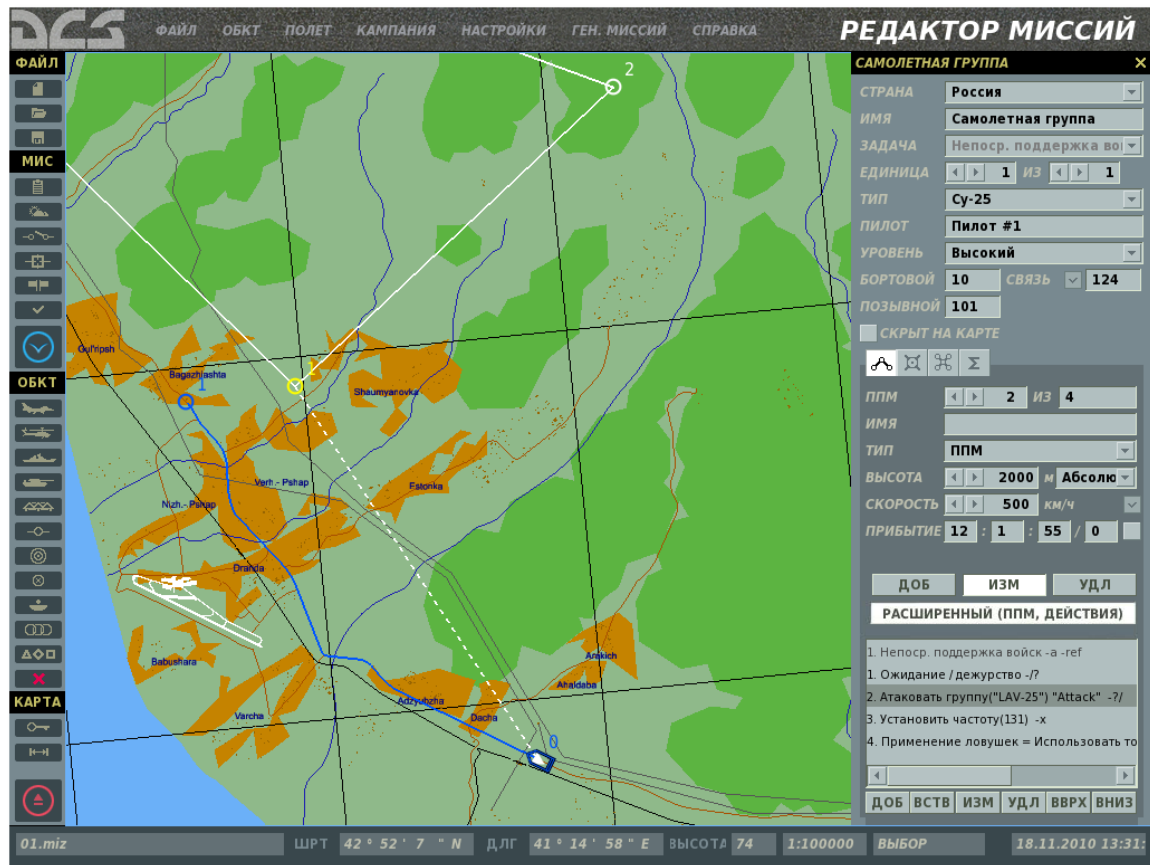 DCS ФАЙЛ ОБКТ ПОЛЕТ КАМПАНИЯ НАСТРОЙКИ ГЕН. МИССИЙ СПРАВКА РЕДАКТОР МИССИЙ
ФАЙЛ
МИС
ОБКТ
КАРТА
2
1
1
0
Gul'ripsh
Bagazhiashta
Shaumyanovka
Verh.- Pshap
Estonka
Nizh.- Pshap
Dranda
Babushara
Varcha
Adzyubzha
Dacha
Arnkich
Ahaldaba
САМОЛЕТНАЯ ГРУППА ×
СТРАНА Россия
ИМЯ Самолетная группа
ЗАДАЧА Непоср. поддержка во
ЕДИНИЦА 1 ИЗ 1
ТИП Су-25
ПИЛОТ Пилот #1
УРОВЕНЬ Высокий
БОРТОВОЙ 10 СВЯЗЬ 124
ПОЗЫВНОЙ 101
СКРЫТ НА КАРТЕ
Σ
ППМ 2 ИЗ 4
ИМЯ
ТИП ППМ
ВЫСОТА 2000 м Абсолю
СКОРОСТЬ 500 км/ч
ПРИБЫТИЕ 12 : 1 : 55 / 0
ДОБ ИЗМ УДЛ
РАСШИРЕННЫЙ (ППМ, ДЕЙСТВИЯ)
1. Непоср. поддержка войск -a -ref
1. Ожидание / дежурство -/?
2. Атаковать группу("LAV-25") "Attack" -?/
3. Установить частоту(131) -x
4. Применение ловушек = Использовать то
ДОБ ВСТВ ИЗМ УДЛ ВВРХ ВНИЗ
01.miz ШРТ 42 ° 52 ' 7 " N ДЛГ 41 ° 14 ' 58 " E ВЫСОТА 74 1:100000 ВЫБОР 18.11.2010 13:31: